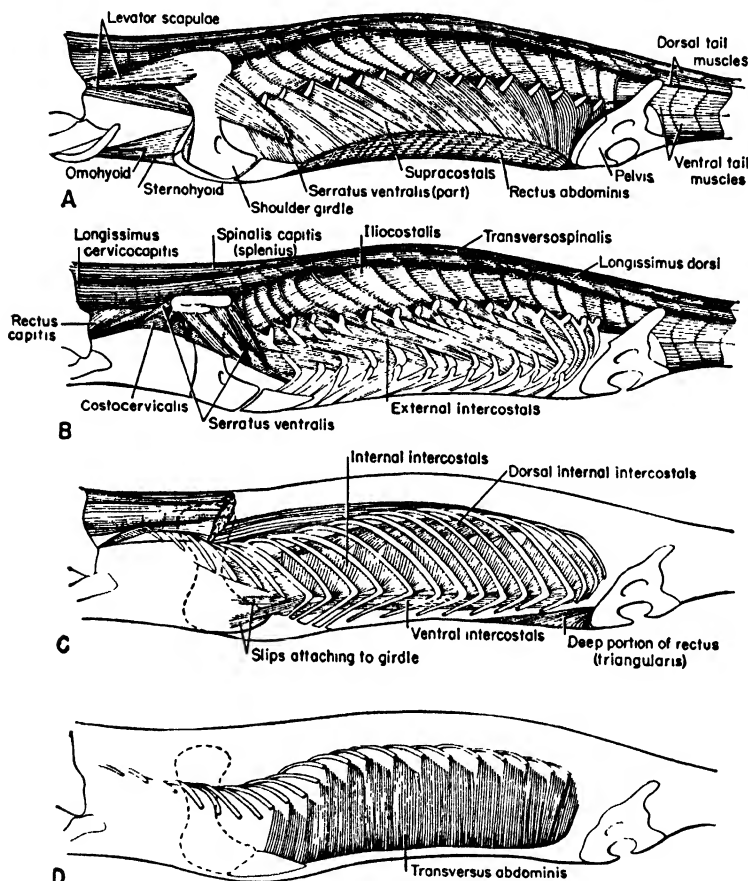 Levator scapulae
Dorsal tail
muscles
Omohyoid
Sternohyoid
Shoulder girdle
Serratus ventralis (part)
Supracostals
Rectus abdominis
Pelvis
Ventral tail
muscles
A
Longissimus
cervicocapitis
Spinalis capitis
(splenius)
Iliocostalis
Transversospinalis
Longissimus dorsi
Rectus
capitis
Costocervicalis
Serratus ventralis
External intercostals
B
Internal intercostals
Dorsal internal intercostals
Ventral intercostals
Slips attaching to girdle
Deep portion of rectus
(triangularis)
C
Transversus abdominis
D